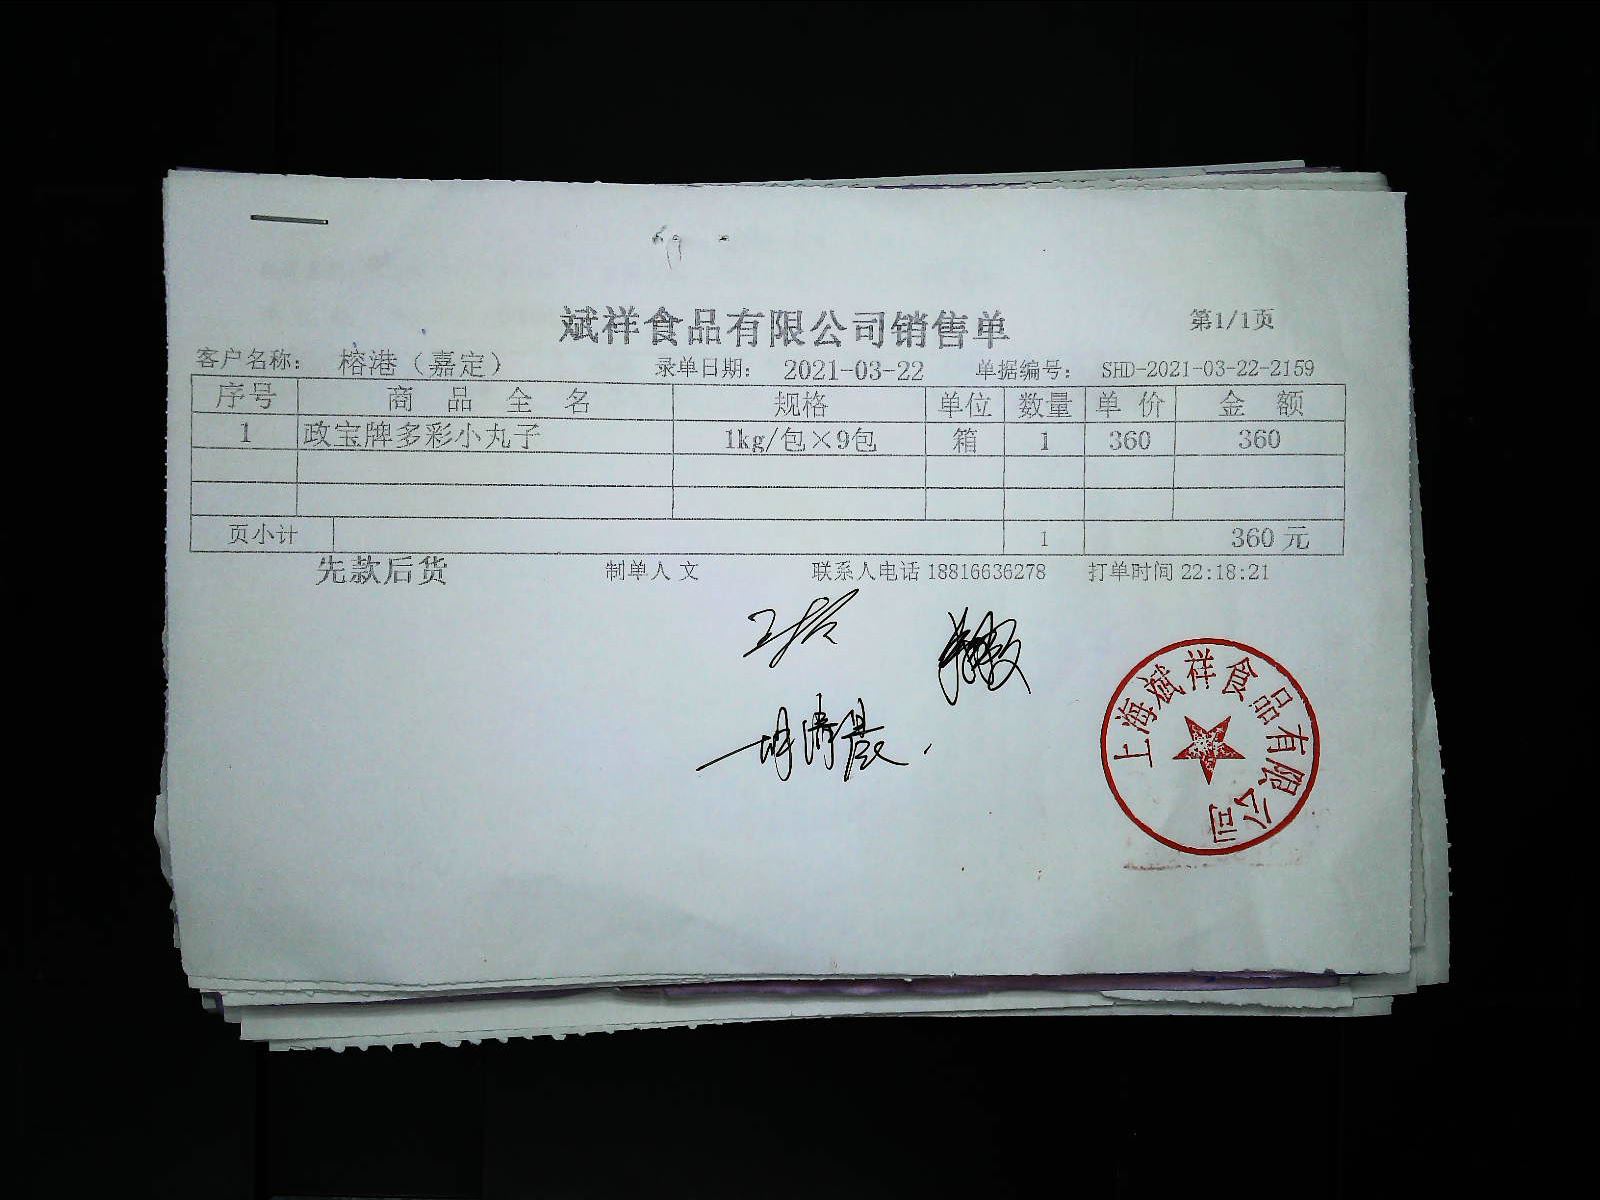 斌祥食品有限公司销售单
第1/1页
客户名称： 榕港（嘉定） 录单日期： 2021-03-22 单据编号： SHD-2021-03-22-2159
序号 商品全名 规格 单位 数量 单价 金额
1 政宝牌多彩小丸子 1kg/包×9包 箱 1 360 360
页小计 1 360元
先款后货 制单人 文 联系人电话 18816636278 打单时间 22:18:21
上海斌祥食品有限公司